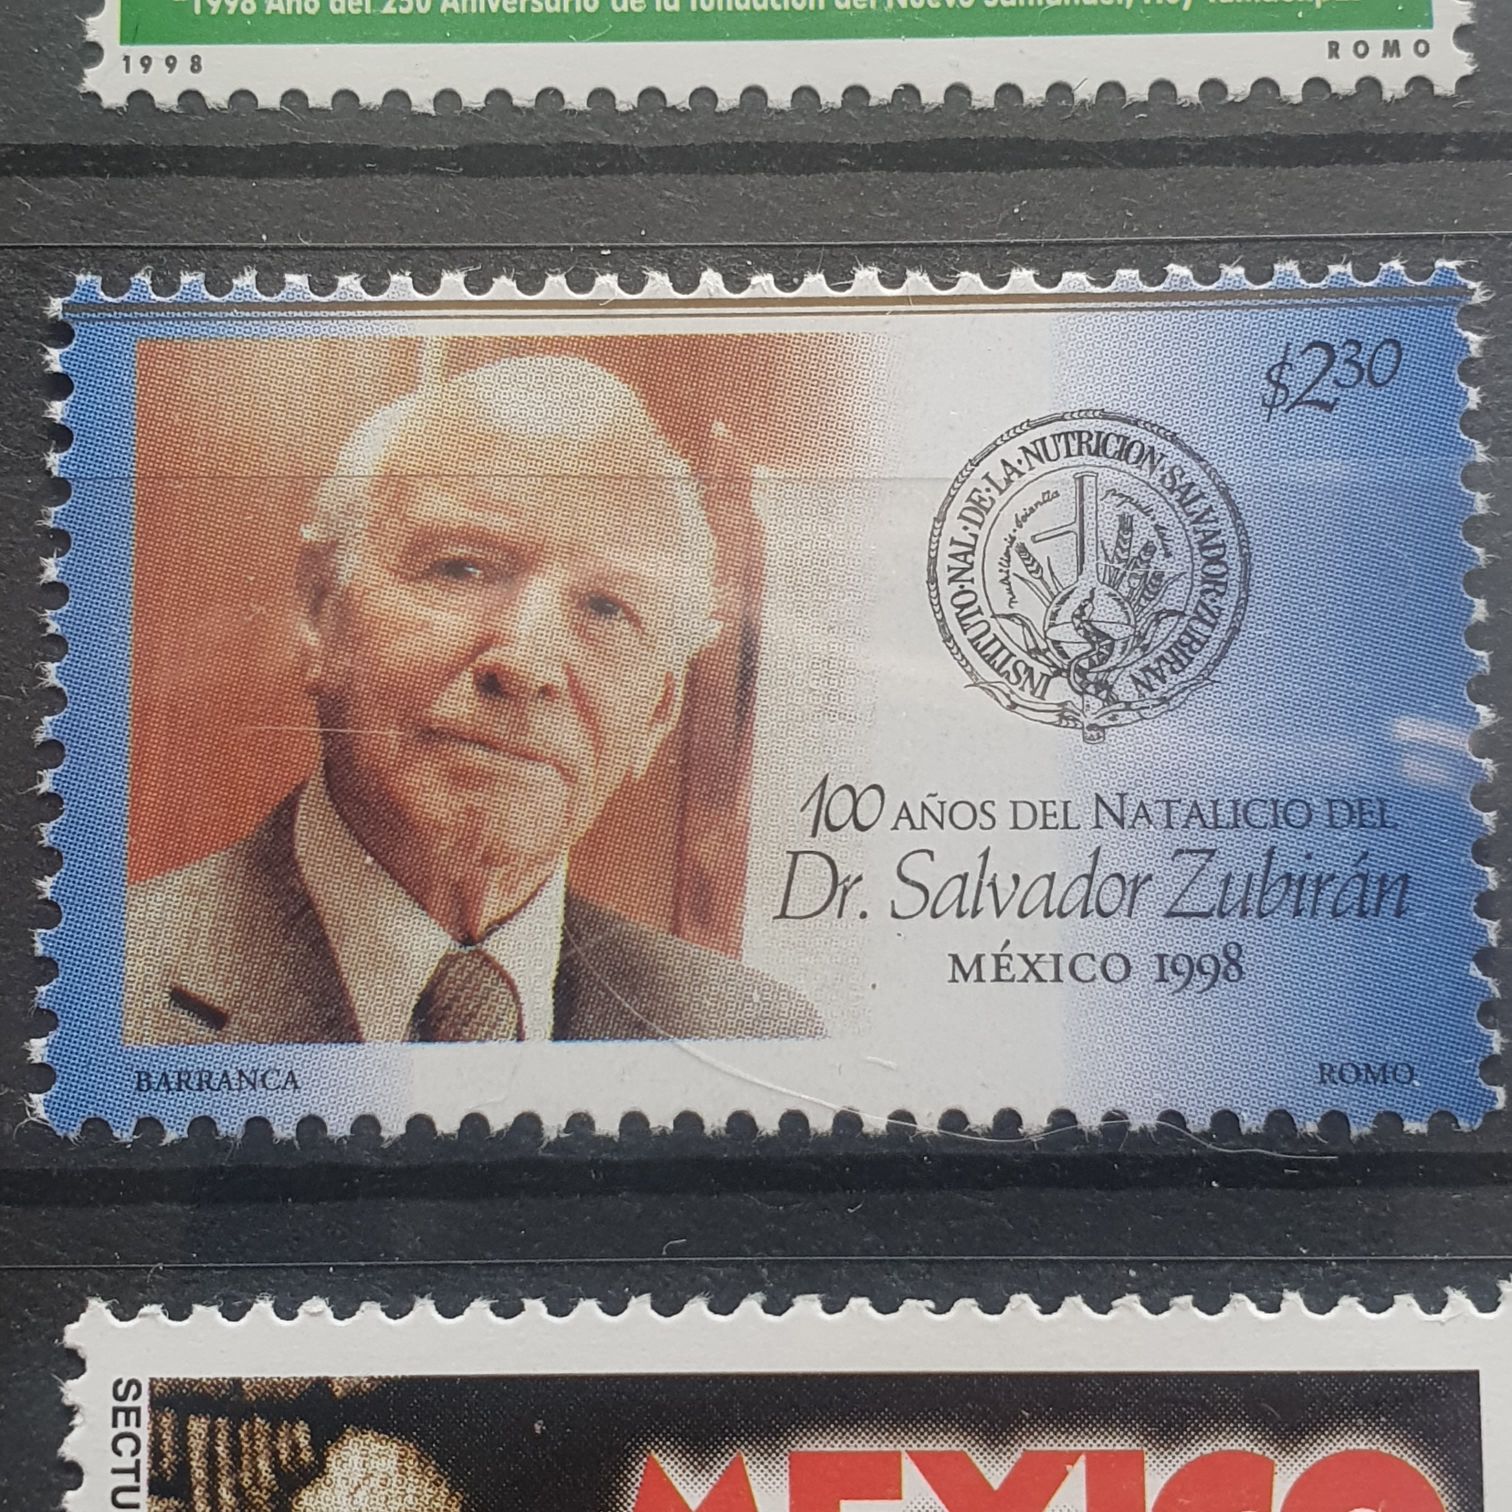 "1998 Año del 250 Aniversario de la fundación del Nuevo Santander, Hoy Tamaulipas"
1998
ROMO
$2.30
INSTITUTO·NAL·DE·LA·NUTRICION·SALVADOR·ZUBIRAN
100 AÑOS DEL NATALICIO DEL
Dr. Salvador Zubirán
MÉXICO 1998
BARRANCA
ROMO
SECTU
MEXICO